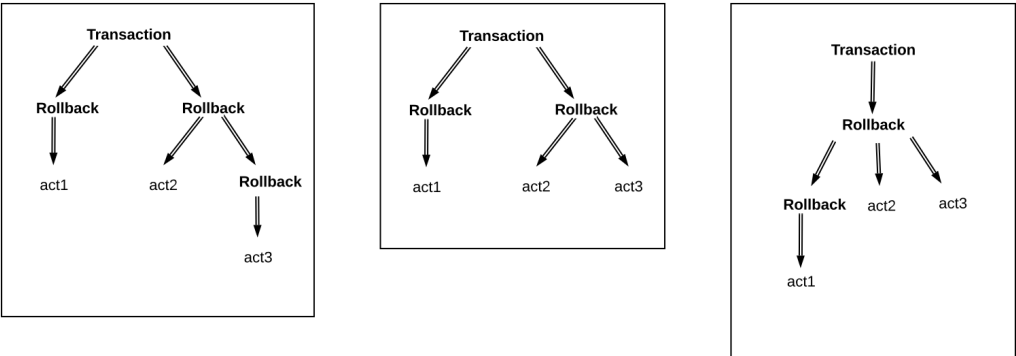 Transaction
Rollback Rollback
act1 act2 Rollback
act3
Transaction
Rollback Rollback
act1 act2 act3
Transaction
Rollback
Rollback act2 act3
act1